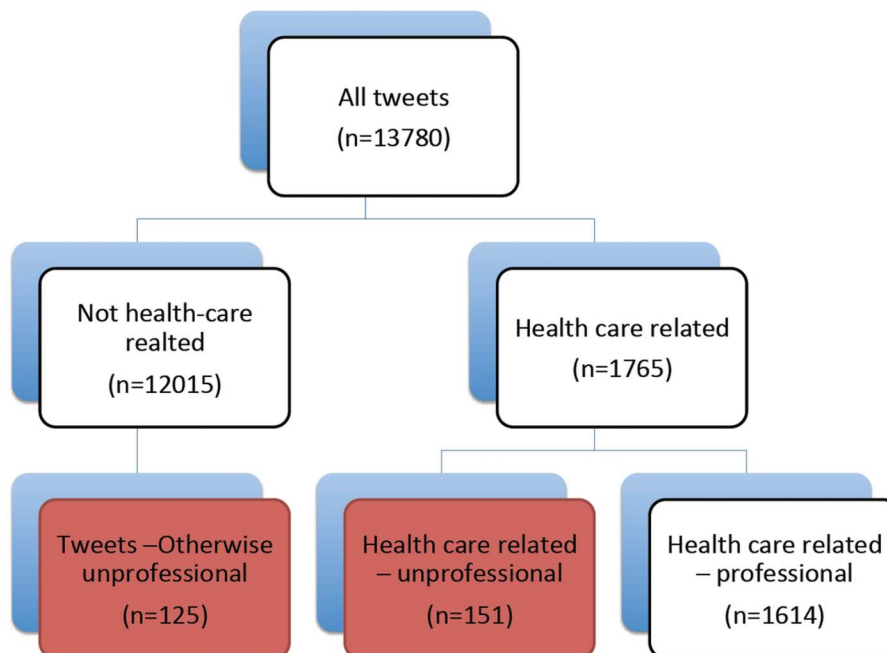 All tweets
(n=13780)
Not health-care
realted
(n=12015)
Health care related
(n=1765)
Tweets –Otherwise
unprofessional
(n=125)
Health care related
– unprofessional
(n=151)
Health care related
– professional
(n=1614)